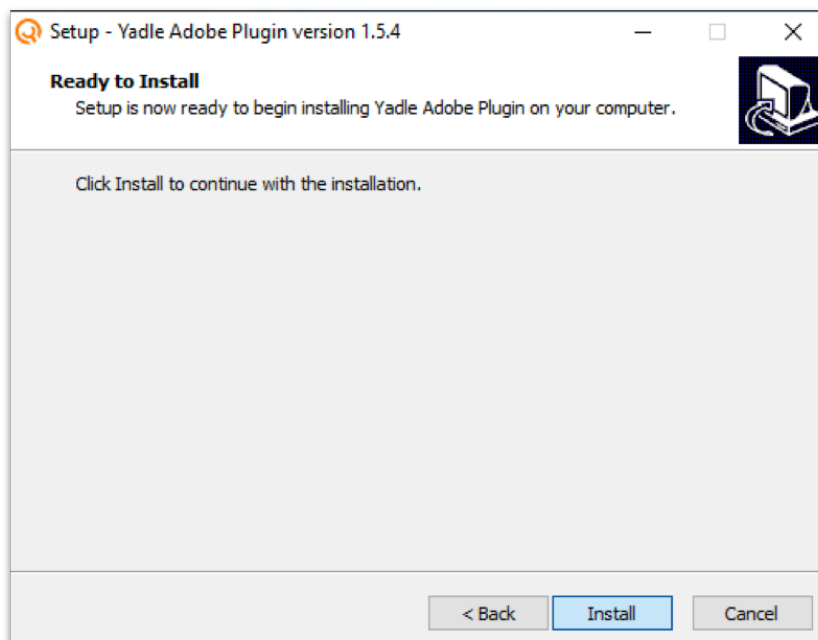 Setup - Yadle Adobe Plugin version 1.5.4
Ready to Install
Setup is now ready to begin installing Yadle Adobe Plugin on your computer.
Click Install to continue with the installation.
< Back
Install
Cancel